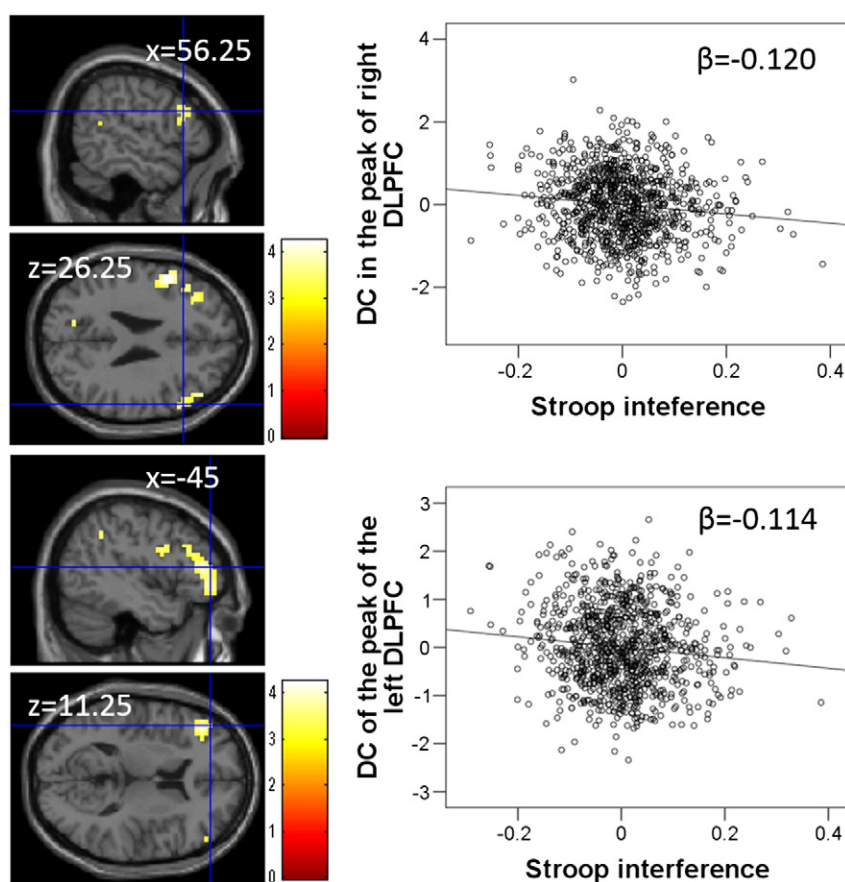 x=56.25
z=26.25
4
3
2
1
0
DC in the peak of right
DLPFC
4
2
0
-2
β=-0.120
-0.2
0
0.2
0.4
Stroop inteference
x=-45
z=11.25
4
3
2
1
0
DC of the peak of the
left DLPFC
3
2
1
0
-1
-2
-3
β=-0.114
-0.2
0
0.2
0.4
Stroop interference